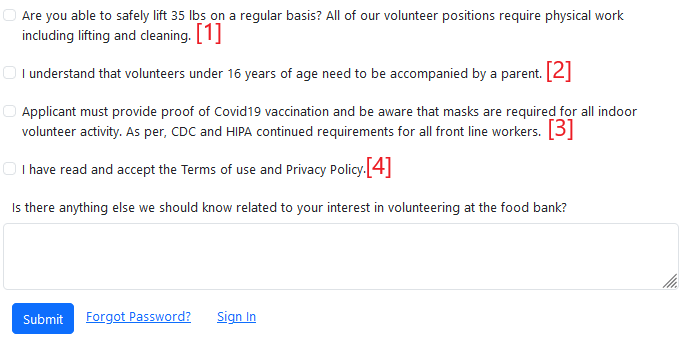 Are you able to safely lift 35 lbs on a regular basis? All of our volunteer positions require physical work
including lifting and cleaning. [1]
I understand that volunteers under 16 years of age need to be accompanied by a parent. [2]
Applicant must provide proof of Covid19 vaccination and be aware that masks are required for all indoor
volunteer activity. As per, CDC and HIPA continued requirements for all front line workers. [3]
I have read and accept the Terms of use and Privacy Policy.[4]
Is there anything else we should know related to your interest in volunteering at the food bank?
Submit Forgot Password? Sign In